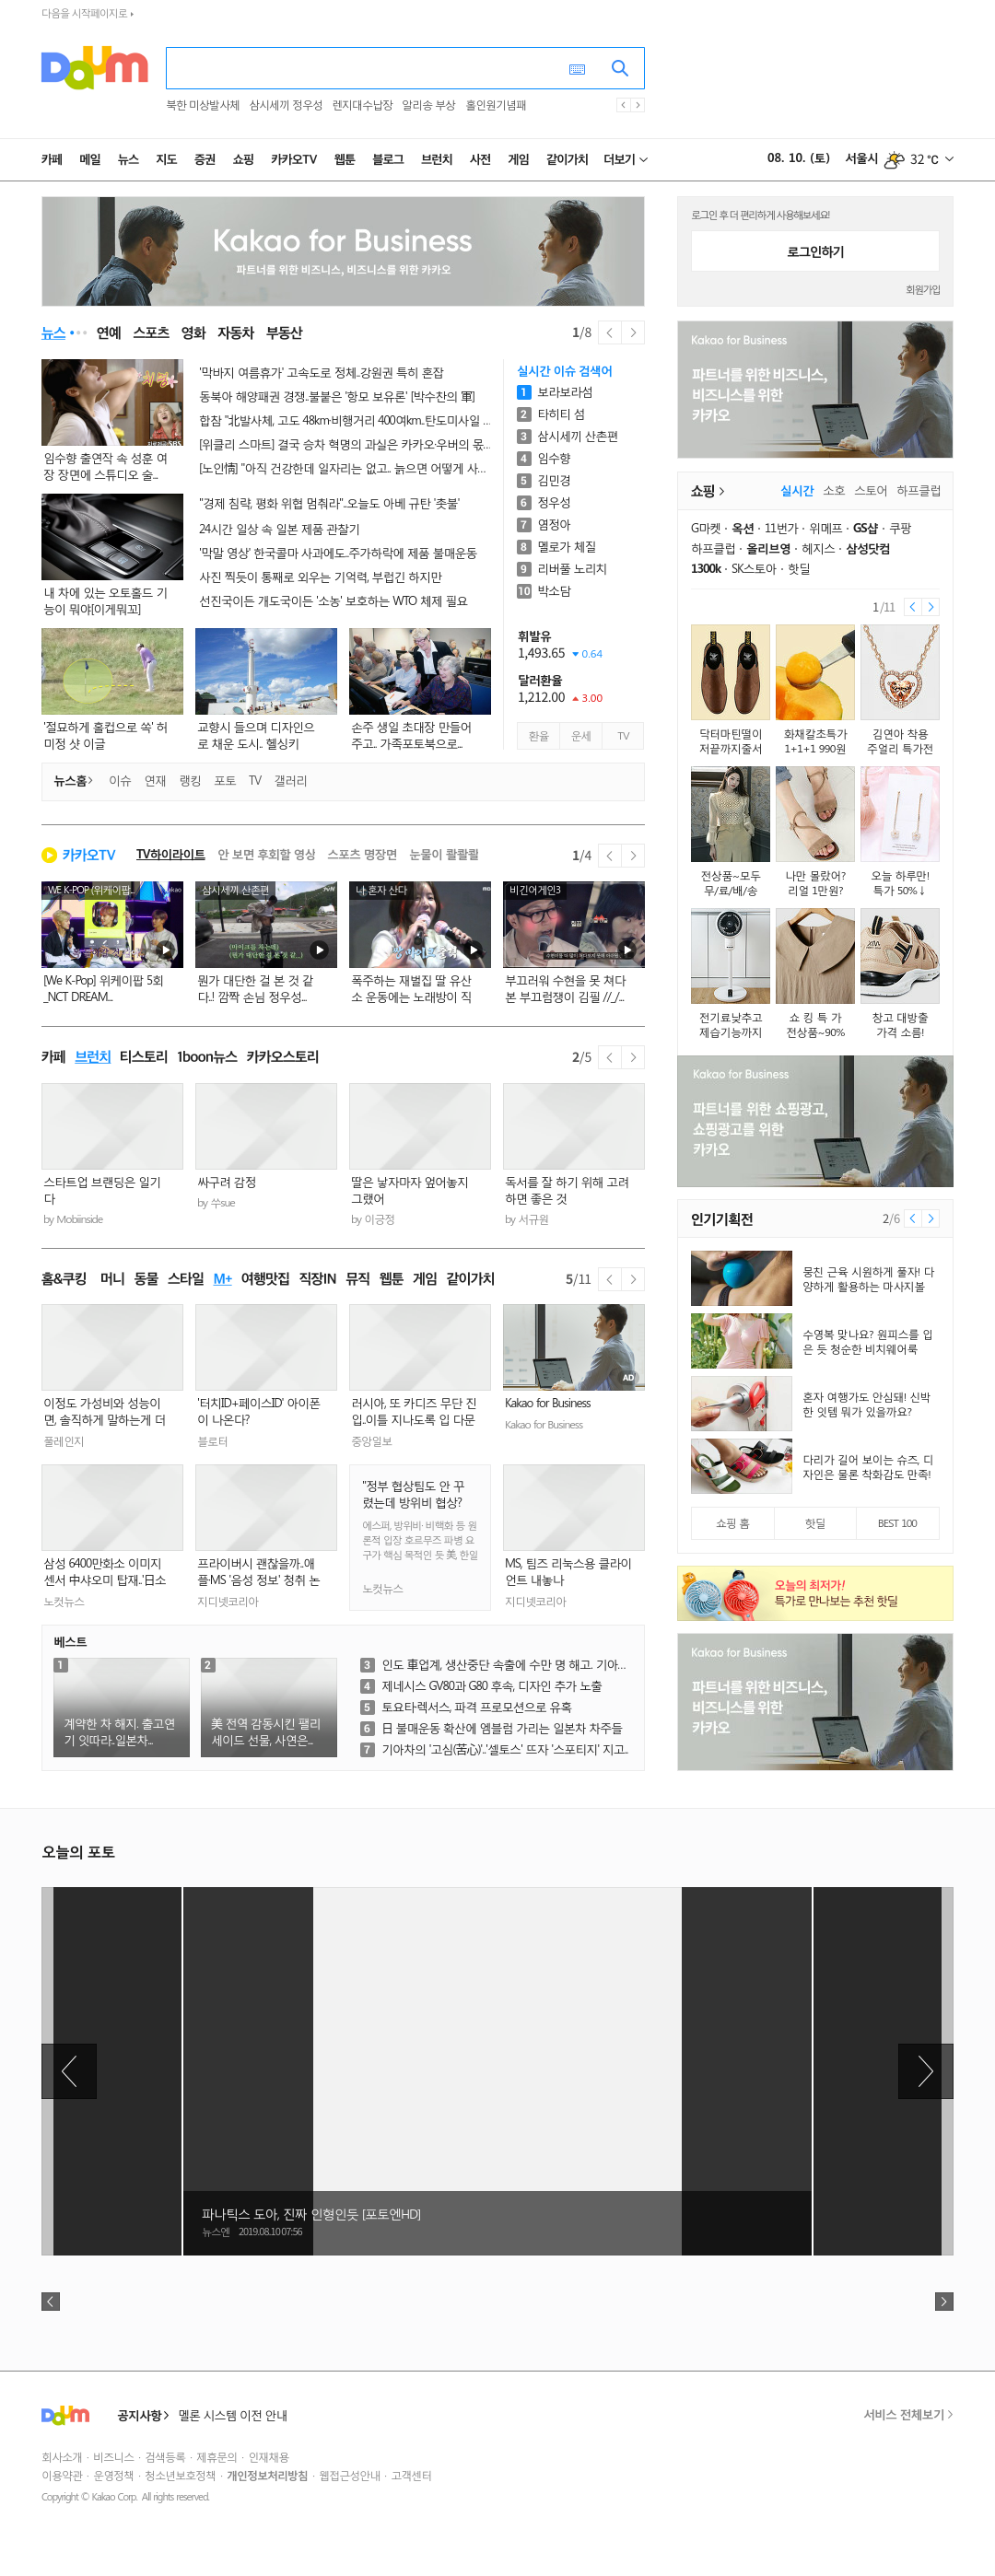 다음을 시작페이지로
Daum
북한 미상발사체 삼시세끼 정우성 렌지대수납장 알리송 부상 홀인원기념패
카페 메일 뉴스 지도 증권 쇼핑 카카오TV 웹툰 블로그 브런치 사전 게임 같이가치 더보기
08. 10. (토) 서울시 32 ℃
Kakao for Business
파트너를 위한 비즈니스, 비즈니스를 위한 카카오
로그인 후 더 편리하게 사용해보세요!
로그인하기
회원가입
뉴스 연예 스포츠 영화 자동차 부동산
1/8
임수향 출연작 속 성훈 여
장 장면에 스튜디오 술...
내 차에 있는 오토홀드 기
능이 뭐야[이게뭐꼬]
'막바지 여름휴가' 고속도로 정체..강원권 특히 혼잡
동북아 해양패권 경쟁..불붙은 '항모 보유론' [박수찬의 軍]
합참 "北발사체, 고도 48km·비행거리 400여km..탄도미사일 ...
[위클리 스마트] 결국 승차 혁명의 과실은 카카오·우버의 몫...
[노인情] "아직 건강한데 일자리는 없고.. 늙으면 어떻게 사...
"경제 침략, 평화 위협 멈춰라"..오늘도 아베 규탄 '촛불'
24시간 일상 속 일본 제품 관찰기
'막말 영상' 한국콜마 사과에도..주가하락에 제품 불매운동
사진 찍듯이 통째로 외우는 기억력, 부럽긴 하지만
선진국이든 개도국이든 '소농' 보호하는 WTO 체제 필요
'절묘하게 홀컵으로 쏙' 허
미정 샷 이글
교향시 들으며 디자인으
로 채운 도시.. 헬싱키
손주 생일 초대장 만들어
주고.. 가족포토북으로...
실시간 이슈 검색어
1 보라보라섬
2 타히티 섬
3 삼시세끼 산촌편
4 임수향
5 김민경
6 정우성
7 염정아
8 멜로가 체질
9 리버풀 노리치
10 박소담
휘발유
1,493.65 0.64
달러환율
1,212.00 3.00
환율 운세 TV
뉴스홈 이슈 연재 랭킹 포토 TV 갤러리
카카오TV TV하이라이트 안 보면 후회할 영상 스포츠 명장면 눈물이 콸콸콸
1/4
WE K-POP (위케이팝...
삼시세끼 산촌편
나 혼자 산다
비긴어게인3
[We K-Pop] 위케이팝 5회
_NCT DREAM...
뭔가 대단한 걸 본 것 같
다..! 깜짝 손님 정우성...
폭주하는 재벌집 딸 유산
소 운동에는 노래방이 직
부끄러워 수현을 못 쳐다
본 부끄럼쟁이 김필 //_/...
카페 브런치 티스토리 1boon뉴스 카카오스토리
2/5
스타트업 브랜딩은 일기
다
by Mobiinside
싸구려 감정
by 수sue
딸은 낳자마자 엎어놓지
그랬어
by 이긍정
독서를 잘 하기 위해 고려
하면 좋은 것
by 서규원
홈&쿠킹 머니 동물 스타일 M+ 여행맛집 직장IN 뮤직 웹툰 게임 같이가치
5/11
AD
이정도 가성비와 성능이
면, 솔직하게 말하는게 더
플레인지
'터치ID+페이스ID' 아이폰
이 나온다?
블로터
러시아, 또 카디즈 무단 진
입..이틀 지나도록 입 다문
중앙일보
Kakao for Business
Kakao for Business
삼성 6400만화소 이미지
센서 中샤오미 탑재..'日소
노컷뉴스
프라이버시 괜찮을까..애
플·MS '음성 정보' 청취 논
지디넷코리아
"정부 협상팀도 안 꾸
렸는데 방위비 협상?
에스퍼, 방위비· 비핵화 등 원
론적 입장 호르무즈 파병 요
구가 핵심 목적인 듯 美, 한일
노컷뉴스
MS, 팀즈 리눅스용 클라이
언트 내놓나
지디넷코리아
베스트
1
계약한 차 해지. 출고연
기 잇따라..일본차...
2
美 전역 감동시킨 팰리
세이드 선물, 사연은...
3 인도 車업계, 생산중단 속출에 수만 명 해고. 기아...
4 제네시스 GV80과 G80 후속, 디자인 추가 노출
5 토요타·렉서스, 파격 프로모션으로 유혹
6 日 불매운동 확산에 엠블럼 가리는 일본차 차주들
7 기아차의 '고심(苦心)'..'셀토스' 뜨자 '스포티지' 지고..
Kakao for Business
파트너를 위한 비즈니스,
비즈니스를 위한
카카오
쇼핑 실시간 소호 스토어 하프클럽
G마켓 · 옥션 · 11번가 · 위메프 · GS샵 · 쿠팡
하프클럽 · 올리브영 · 헤지스 · 삼성닷컴
1300k · SK스토아 · 핫딜
1/11
닥터마틴떨이
저끝까지줄서
화채칼초특가
1+1+1 990원
김연아 착용
주얼리 특가전
전상품~모두
무/료/배/송
나만 몰랐어?
리얼 1만원?
오늘 하루만!
특가 50%↓
전기료낮추고
제습기능까지
쇼 킹 특 가
전상품~90%
창고 대방출
가격 소름!
Kakao for Business
파트너를 위한 쇼핑광고,
쇼핑광고를 위한
카카오
인기기획전
2/6
뭉친 근육 시원하게 풀자! 다
양하게 활용하는 마사지볼
수영복 맞나요? 원피스를 입
은 듯 청순한 비치웨어룩
혼자 여행가도 안심돼! 신박
한 잇템 뭐가 있을까요?
다리가 길어 보이는 슈즈, 디
자인은 물론 착화감도 만족!
쇼핑 홈 핫딜 BEST 100
오늘의 최저가!
특가로 만나보는 추천 핫딜
Kakao for Business
파트너를 위한 비즈니스,
비즈니스를 위한
카카오
오늘의 포토
파나틱스 도아, 진짜 인형인듯 [포토엔HD]
뉴스엔 2019.08.10 07:56
Daum 공지사항 멜론 시스템 이전 안내
서비스 전체보기
회사소개 · 비즈니스 · 검색등록 · 제휴문의 · 인재채용
이용약관 · 운영정책 · 청소년보호정책 · 개인정보처리방침 · 웹접근성안내 · 고객센터
Copyright © Kakao Corp. All rights reserved.